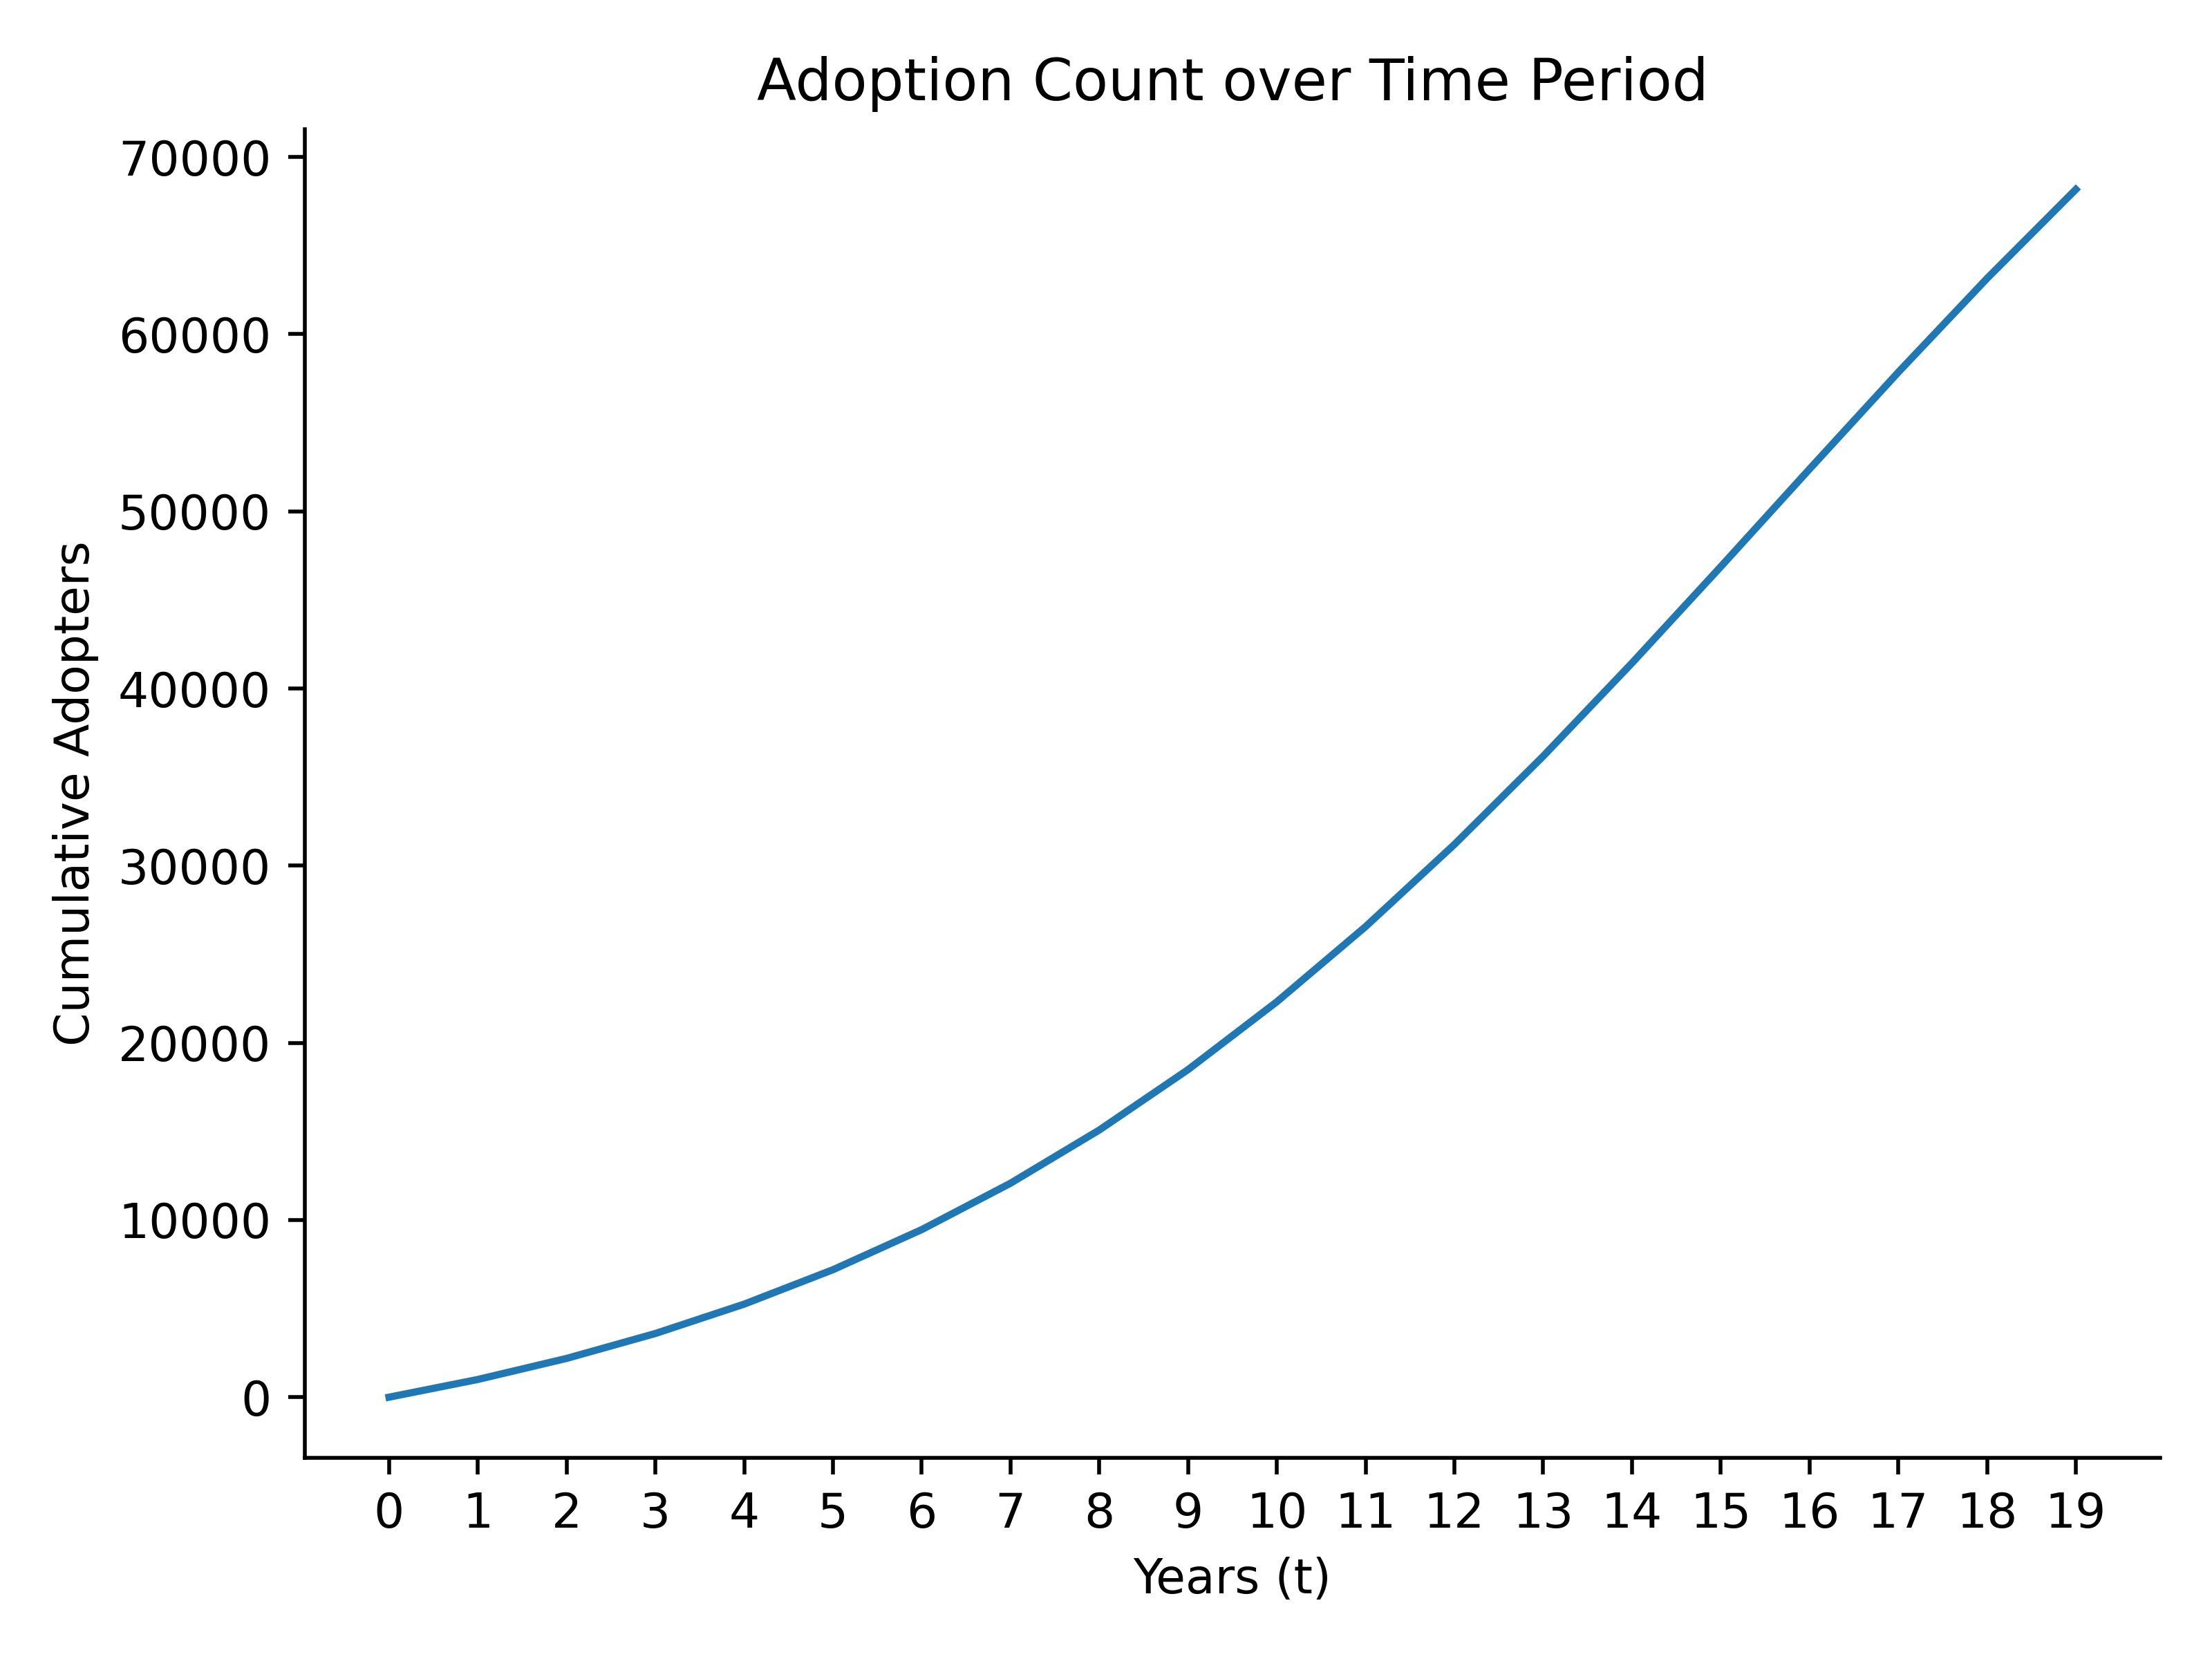 Adoption Count over Time Period
70000
60000
50000
40000
30000
20000
10000
0
Cumulative Adopters
0 1 2 3 4 5 6 7 8 9 10 11 12 13 14 15 16 17 18 19
Years (t)